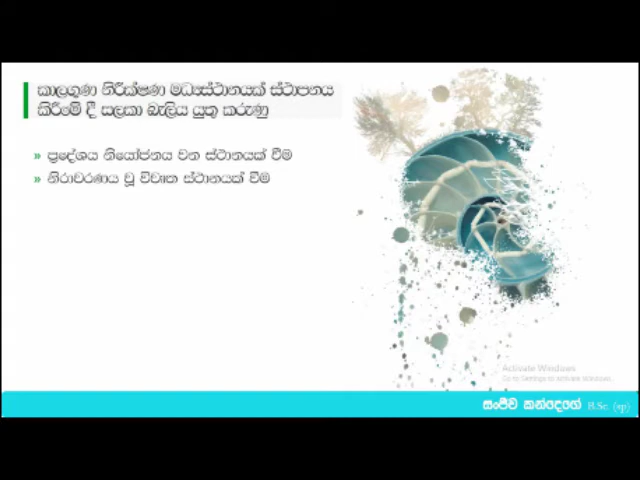 කාලගුණ නිරීක්ෂණ මධ්‍යස්ථානයක් ස්ථාපනය
කිරීමේ දී සලකා බැලිය යුතු කරුණු
» ප්‍රදේශය නියෝජනය වන ස්ථානයක් වීම
» නිරාවරණය වූ විවෘත ස්ථානයක් වීම
Activate Windows
Go to Settings to activate Windows.
සංජීව කන්දෙගේ B.Sc. (sp)